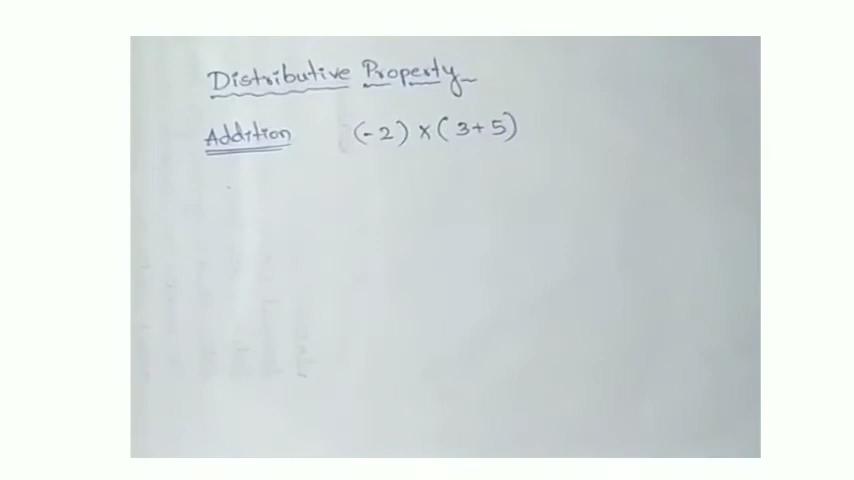 Distributive Property
Addition (-2) × (3+5)